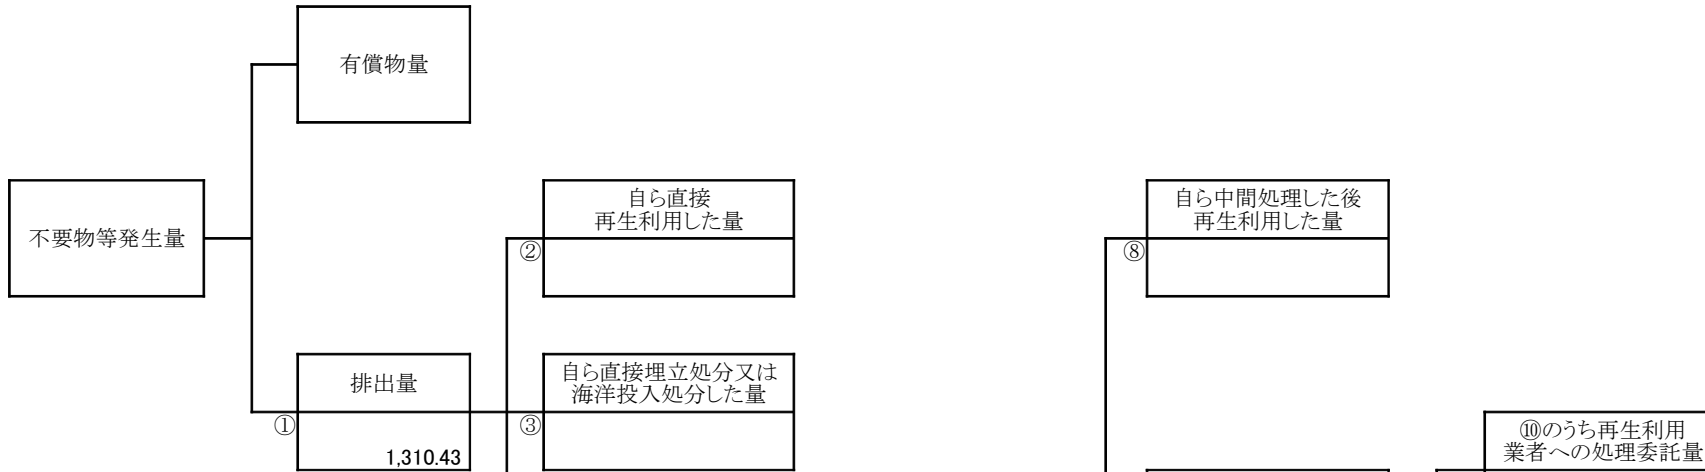 有償物量
不要物等発生量
自ら直接
再生利用した量
②
自ら中間処理した後
再生利用した量
⑧
排出量
①
1,310.43
自ら直接埋立処分又は
海洋投入処分した量
③
⑩のうち再生利用
業者への処理委託量